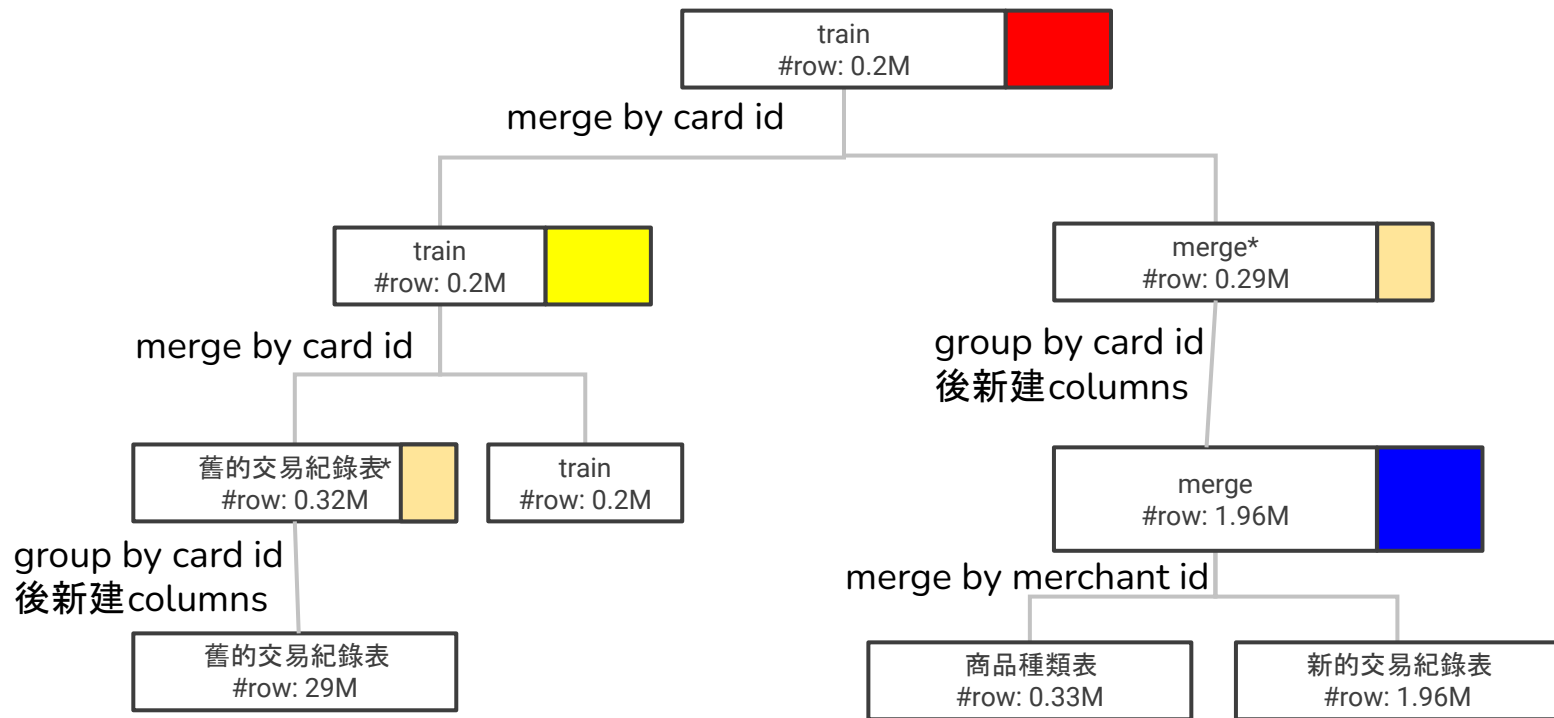 train
#row: 0.2M
merge by card id
train
#row: 0.2M
merge*
#row: 0.29M
merge by card id
group by card id
後新建columns
舊的交易紀錄表*
#row: 0.32M
train
#row: 0.2M
merge
#row: 1.96M
group by card id
後新建columns
merge by merchant id
舊的交易紀錄表
#row: 29M
商品種類表
#row: 0.33M
新的交易紀錄表
#row: 1.96M